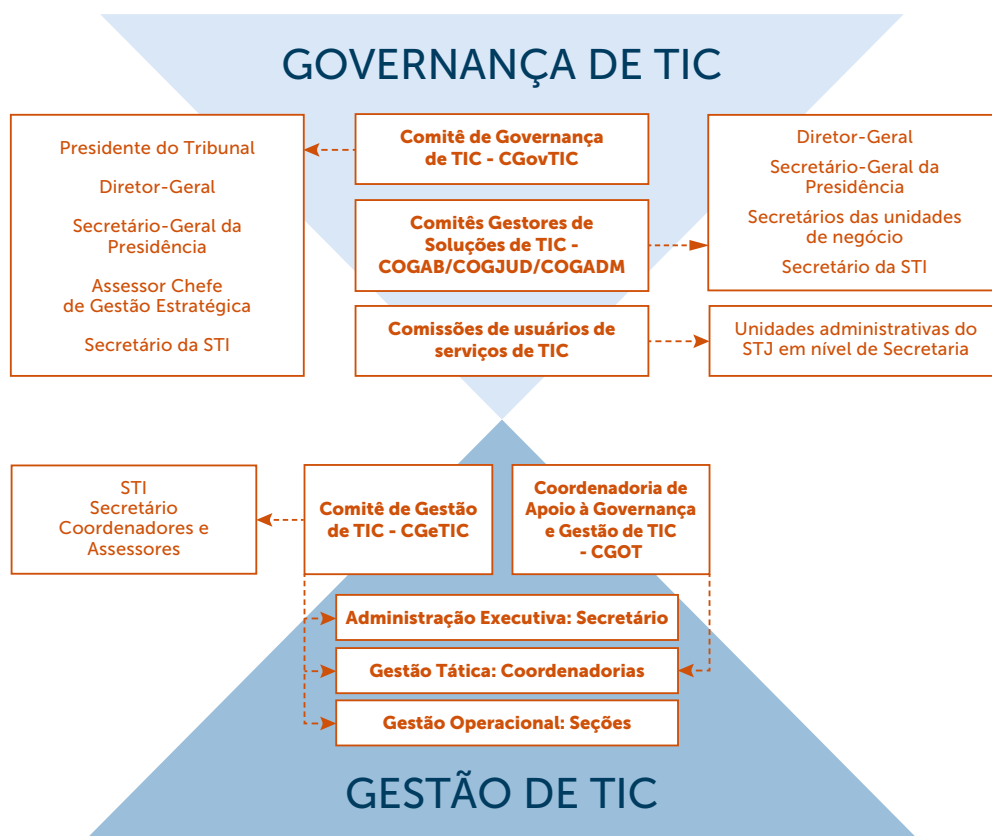 GOVERNANÇA DE TIC
Presidente do Tribunal
Diretor-Geral
Secretário-Geral da
Presidência
Assessor Chefe
de Gestão Estratégica
Secretário da STI
Comitê de Governança
de TIC - CGovTIC
Comitês Gestores de
Soluções de TIC -
COGAB/COGJUD/COGADM
Comissões de usuários de
serviços de TIC
Diretor-Geral
Secretário-Geral da
Presidência
Secretários das unidades
de negócio
Secretário da STI
Unidades administrativas do
STJ em nível de Secretaria
STI
Secretário
Coordenadores e
Assessores
Comitê de Gestão
de TIC - CGeTIC
Coordenadoria de
Apoio à Governança
e Gestão de TIC
- CGOT
Administração Executiva: Secretário
Gestão Tática: Coordenadorias
Gestão Operacional: Seções
GESTÃO DE TIC